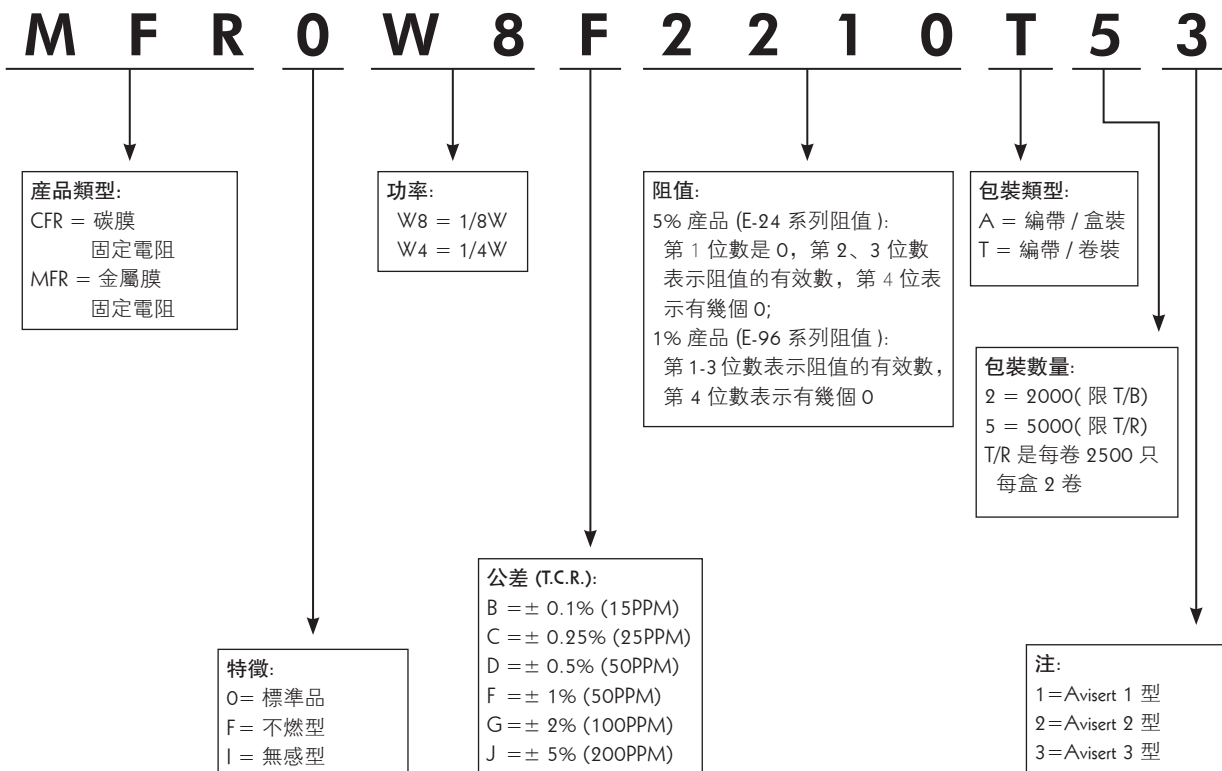 M F R 0 W 8 F 2 2 1 0 T 5 3
産品類型:
CFR = 碳膜
固定電阻
MFR = 金屬膜
固定電阻
功率:
W8 = 1/8W
W4 = 1/4W
阻值:
5% 産品 (E-24 系列阻值 ):
第 1 位數是 0，第 2、3 位數
表示阻值的有效數，第 4 位表
示有幾個 0;
1% 産品 (E-96 系列阻值 ):
第 1-3 位數表示阻值的有效數，
第 4 位數表示有幾個 0
包裝類型:
A = 編帶 / 盒裝
T = 編帶 / 卷裝
包裝數量:
2 = 2000( 限 T/B)
5 = 5000( 限 T/R)
T/R 是每卷 2500 只
每盒 2 卷
特徵:
0= 標準品
F= 不燃型
I = 無感型
公差 (T.C.R.):
B =± 0.1% (15PPM)
C =± 0.25% (25PPM)
D =± 0.5% (50PPM)
F =± 1% (50PPM)
G =± 2% (100PPM)
J =± 5% (200PPM)
注:
1=Avisert 1 型
2=Avisert 2 型
3=Avisert 3 型